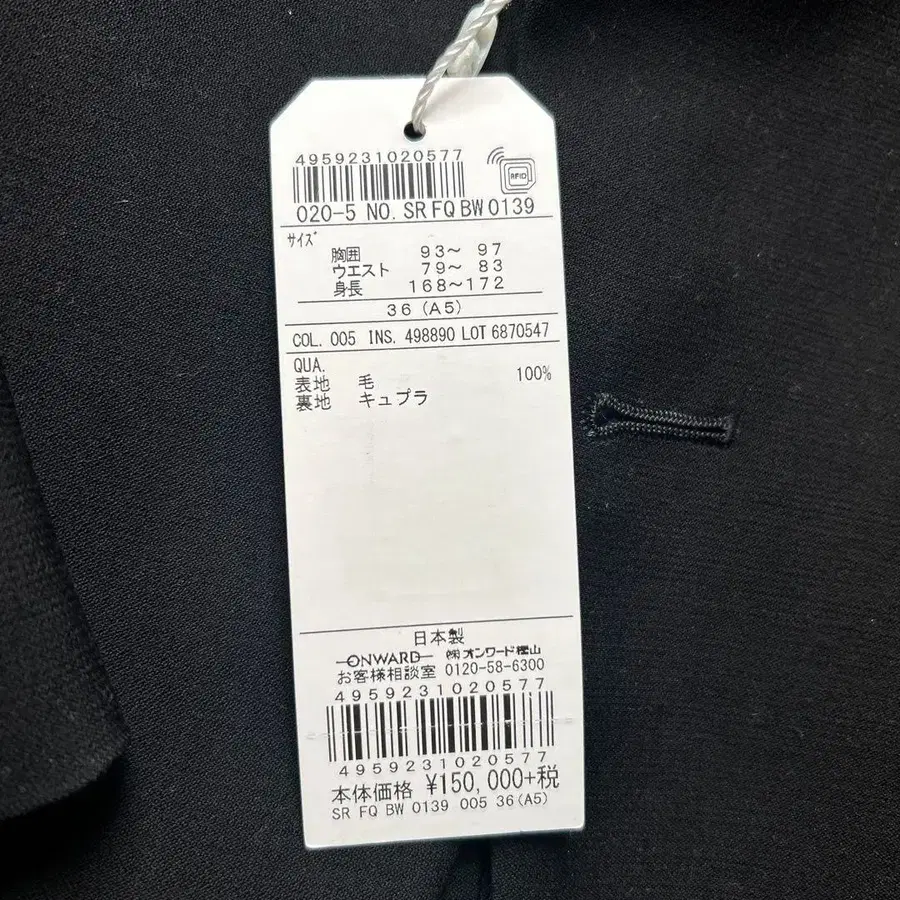 4959231020577
RFID
020-5 NO. SR FQ BW 0139
サイズ
胸囲 93～ 97
ウエスト 79～ 83
身長 168～172
36 (A5)
COL. 005 INS. 498890 LOT 6870547
QUA.
表地 毛 100%
裏地 キュプラ
日本製
ONWARD ㈱オンワード樫山
お客様相談室 0120-58-6300
4959231020577
4959231020577
本体価格 ¥150,000+税
SR FQ BW 0139 005 36(A5)